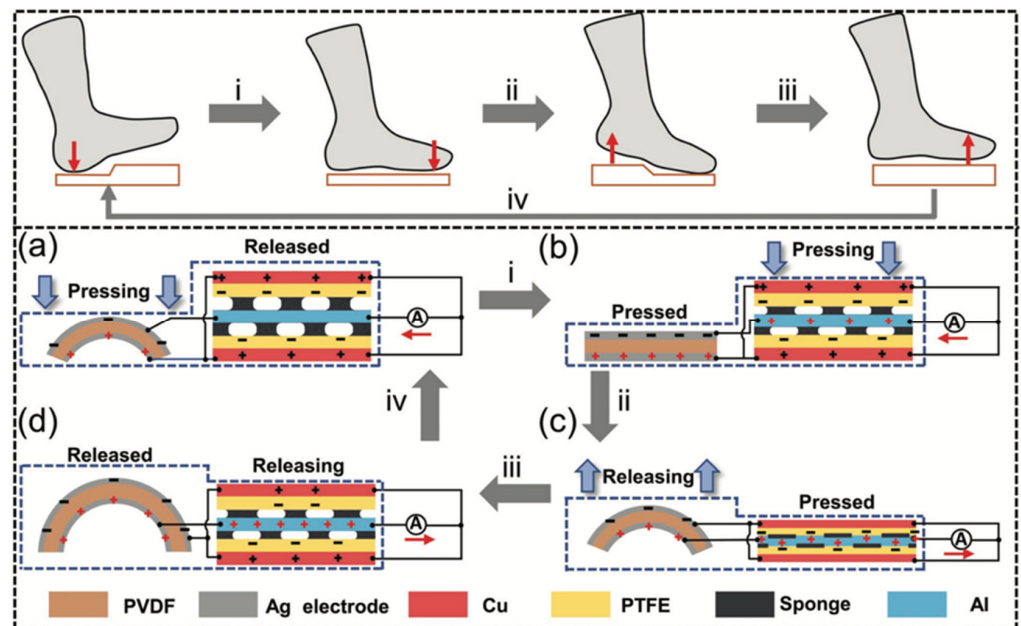 i
ii
iii
iv
(a)
Released
Pressing
A
i
(b)
Pressing
Pressed
A
iv
ii
(d)
Released
Releasing
A
iii
(c)
Releasing
Pressed
A
PVDF
Ag electrode
Cu
PTFE
Sponge
Al